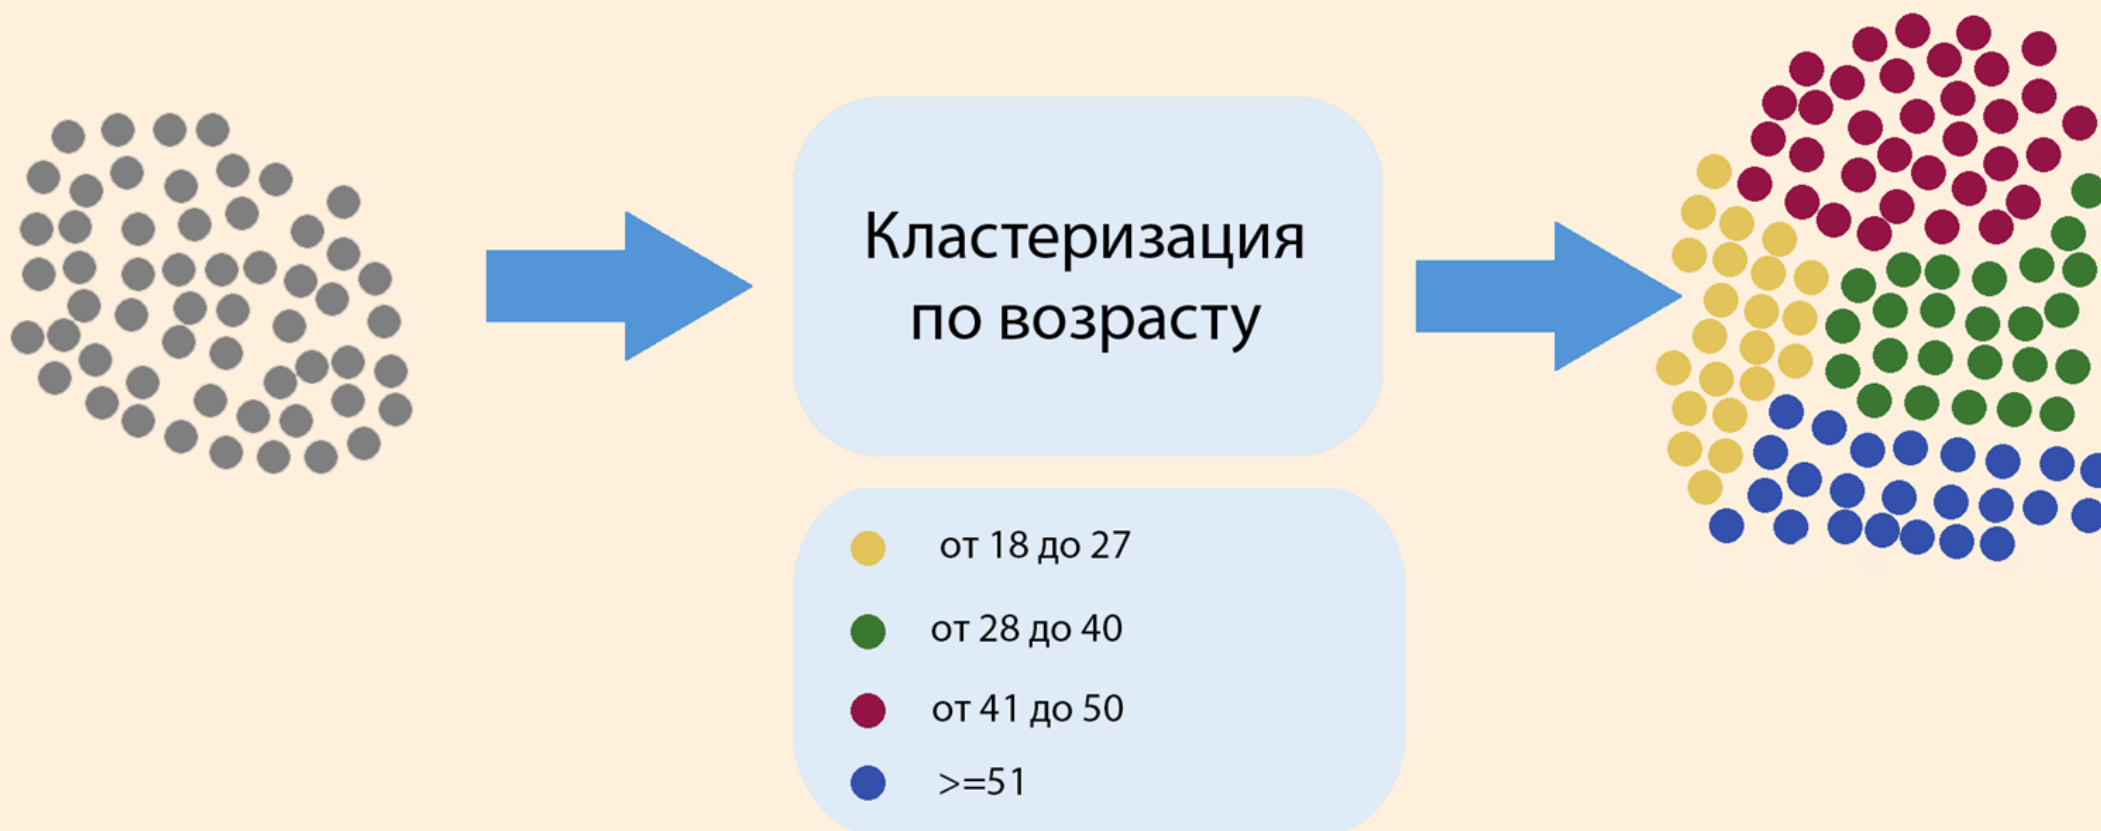 Кластеризация
по возрасту
от 18 до 27
от 28 до 40
от 41 до 50
>=51